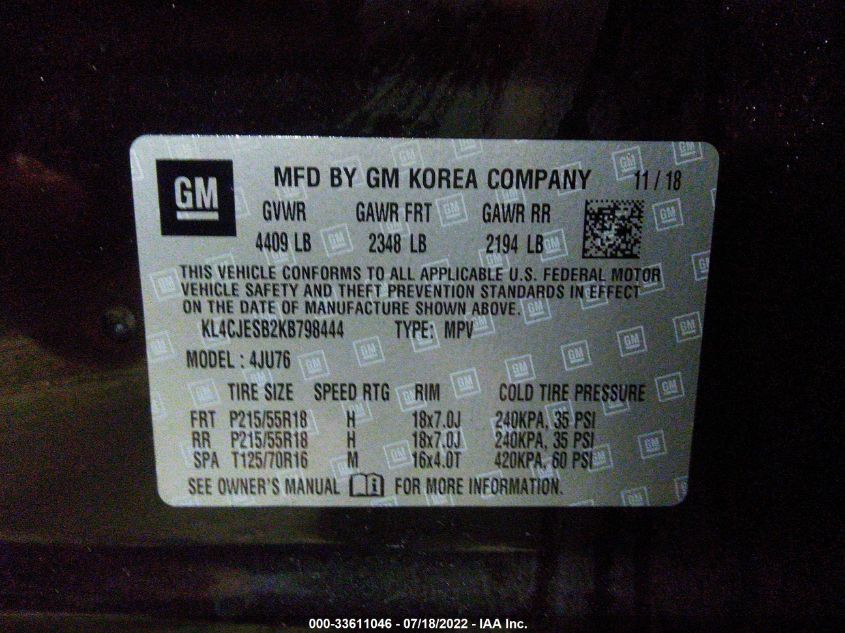 GM MFD BY GM KOREA COMPANY 11 / 18
GVWR GAWR FRT GAWR RR
4409 LB 2348 LB 2194 LB
THIS VEHICLE CONFORMS TO ALL APPLICABLE U.S. FEDERAL MOTOR
VEHICLE SAFETY AND THEFT PREVENTION STANDARDS IN EFFECT
ON THE DATE OF MANUFACTURE SHOWN ABOVE.
KL4CJESB2KB798444 TYPE: MPV
MODEL : 4JU76
TIRE SIZE SPEED RTG RIM COLD TIRE PRESSURE
FRT P215/55R18 H 18x7.0J 240KPA, 35 PSI
RR P215/55R18 H 18x7.0J 240KPA, 35 PSI
SPA T125/70R16 M 16x4.0T 420KPA, 60 PSI
SEE OWNER'S MANUAL FOR MORE INFORMATION.
000-33611046 - 07/18/2022 - IAA Inc.